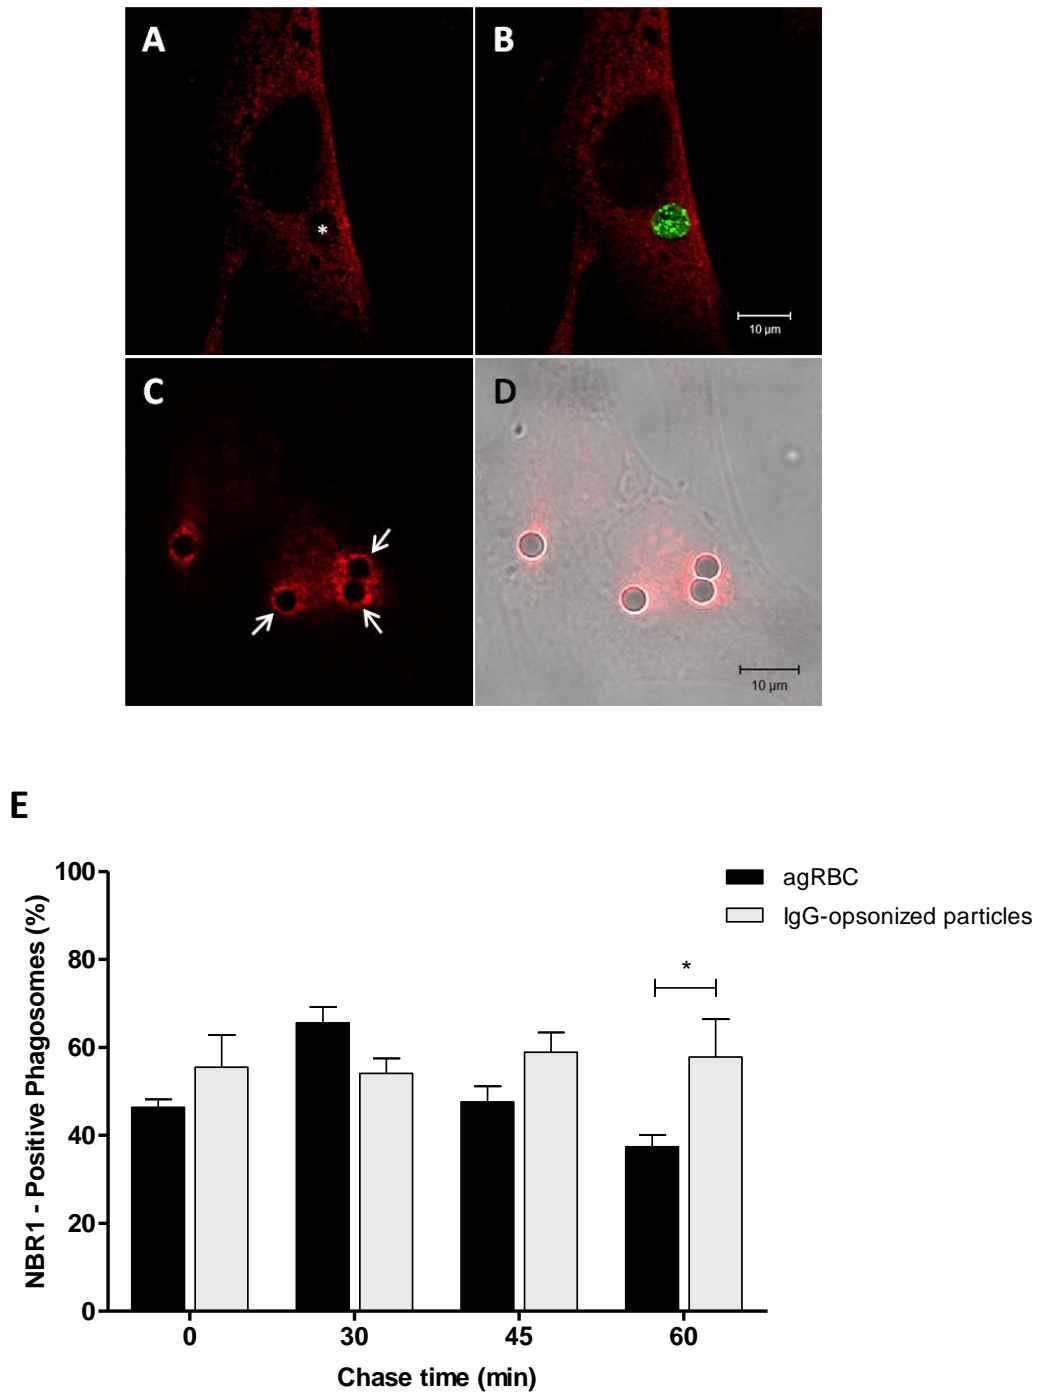 A
B
*
10 µm
C
D
10 µm
E
100
80
60
40
20
0
NBR1 - Positive Phagosomes (%)
agRBC
IgG-opsonized particles
*
0 30 45 60
Chase time (min)